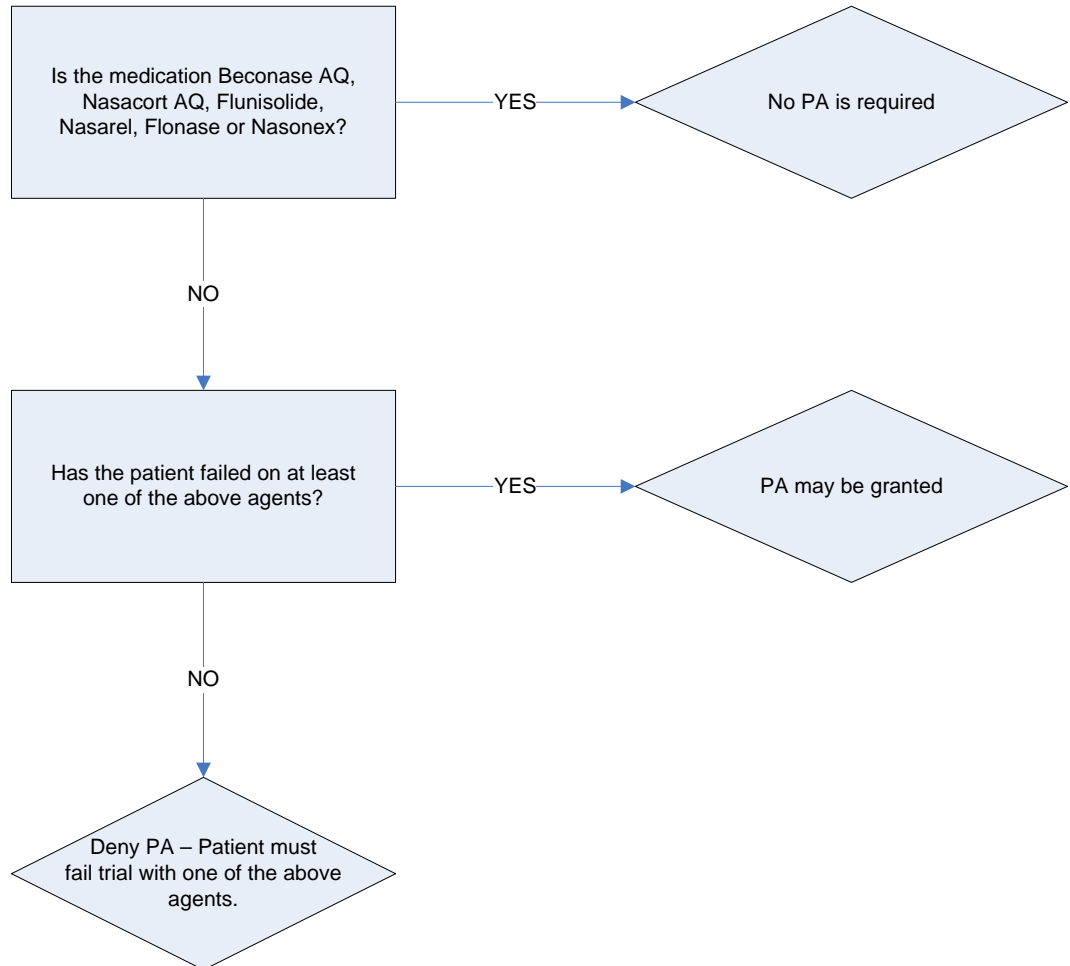 Is the medication Beconase AQ,
Nasacort AQ, Flunisolide,
Nasarel, Flonase or Nasonex?
YES
No PA is required
NO
Has the patient failed on at least
one of the above agents?
YES
PA may be granted
NO
Deny PA – Patient must
fail trial with one of the above
agents.